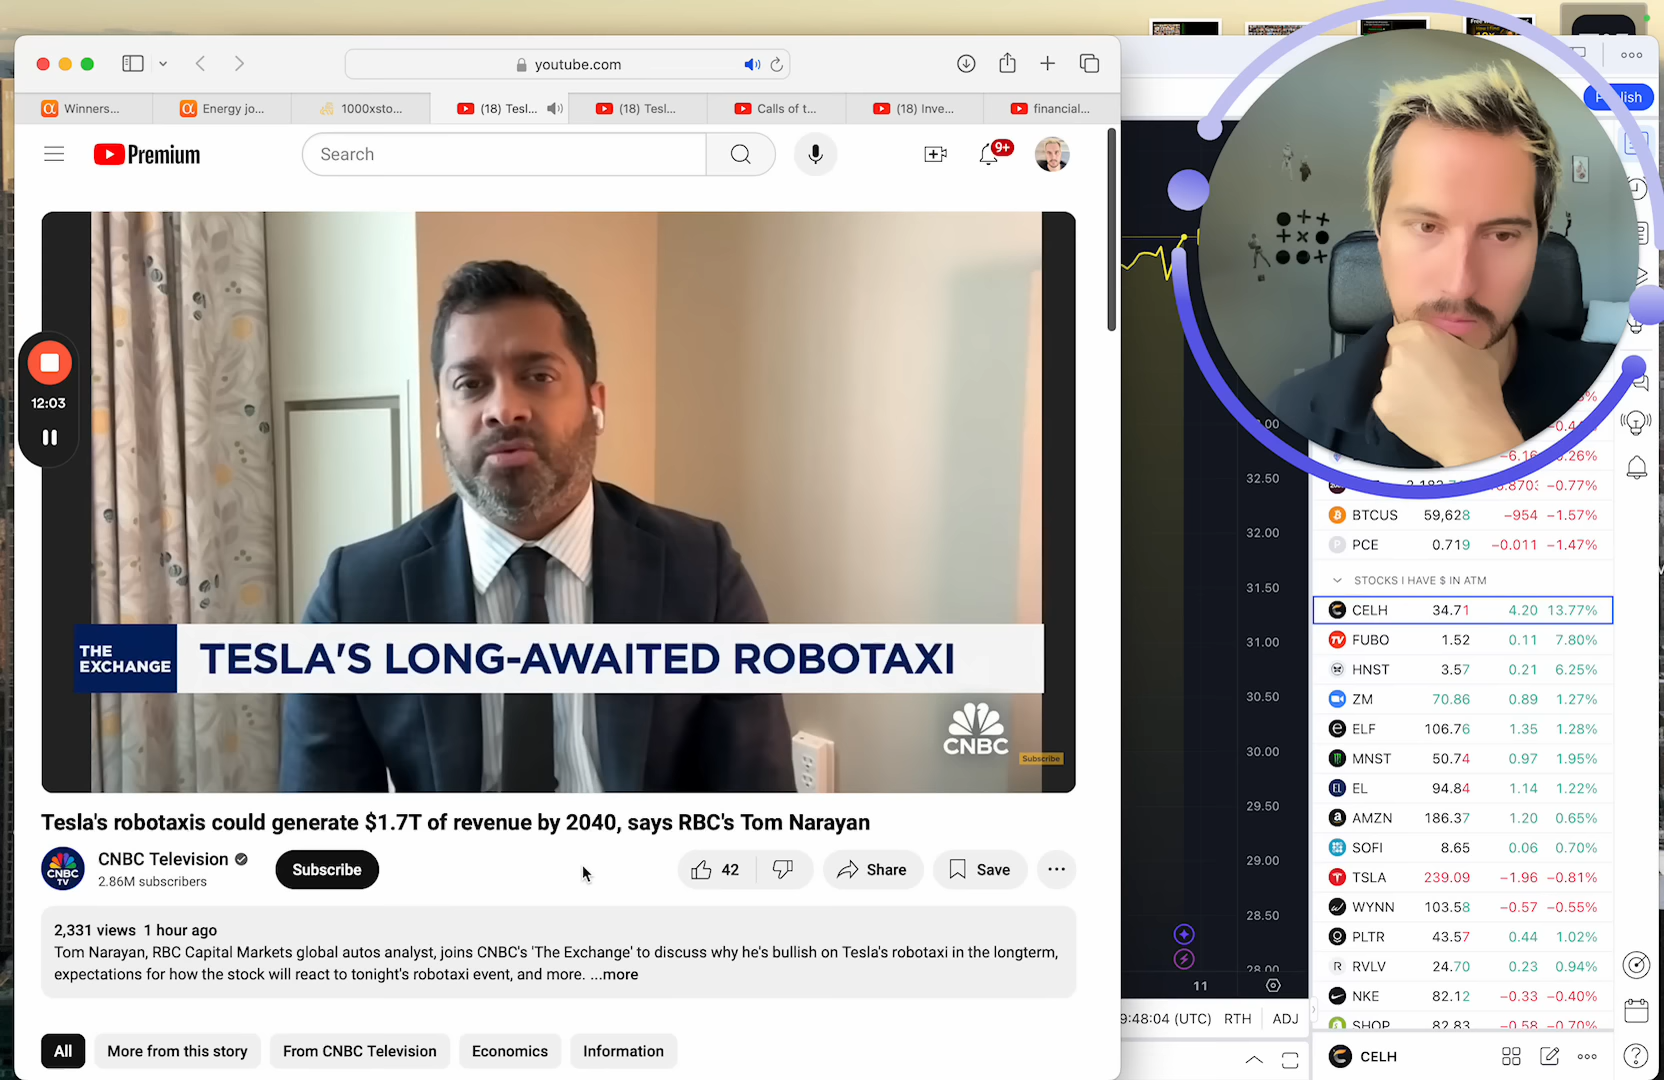 youtube.com
Winners...
Energy jo...
1000xsto...
(18) Tesl...
(18) Tesl...
Calls of t...
(18) Inve...
financial...
Premium
Search
9+
12:03
THE EXCHANGE
TESLA'S LONG-AWAITED ROBOTAXI
CNBC
Subscribe
Tesla's robotaxis could generate $1.7T of revenue by 2040, says RBC's Tom Narayan
CNBC Television
2.86M subscribers
Subscribe
42
Share
Save
2,331 views 1 hour ago
Tom Narayan, RBC Capital Markets global autos analyst, joins CNBC's 'The Exchange' to discuss why he's bullish on Tesla's robotaxi in the longterm,
expectations for how the stock will react to tonight's robotaxi event, and more. ...more
All
More from this story
From CNBC Television
Economics
Information
32.50
32.00
31.50
31.00
30.50
30.00
29.50
29.00
28.50
28.00
11
9:48:04 (UTC) RTH ADJ
−0.77%
BTCUS 59,628 −954 −1.57%
PCE 0.719 −0.011 −1.47%
STOCKS I HAVE $ IN ATM
CELH 34.71 4.20 13.77%
FUBO 1.52 0.11 7.80%
HNST 3.57 0.21 6.25%
ZM 70.86 0.89 1.27%
ELF 106.76 1.35 1.28%
MNST 50.74 0.97 1.95%
EL 94.84 1.14 1.22%
AMZN 186.37 1.20 0.65%
SOFI 8.65 0.06 0.70%
TSLA 239.09 −1.96 −0.81%
WYNN 103.58 −0.57 −0.55%
PLTR 43.57 0.44 1.02%
RVLV 24.70 0.23 0.94%
NKE 82.12 −0.33 −0.40%
SHOP 82.83 −0.58 −0.70%
CELH